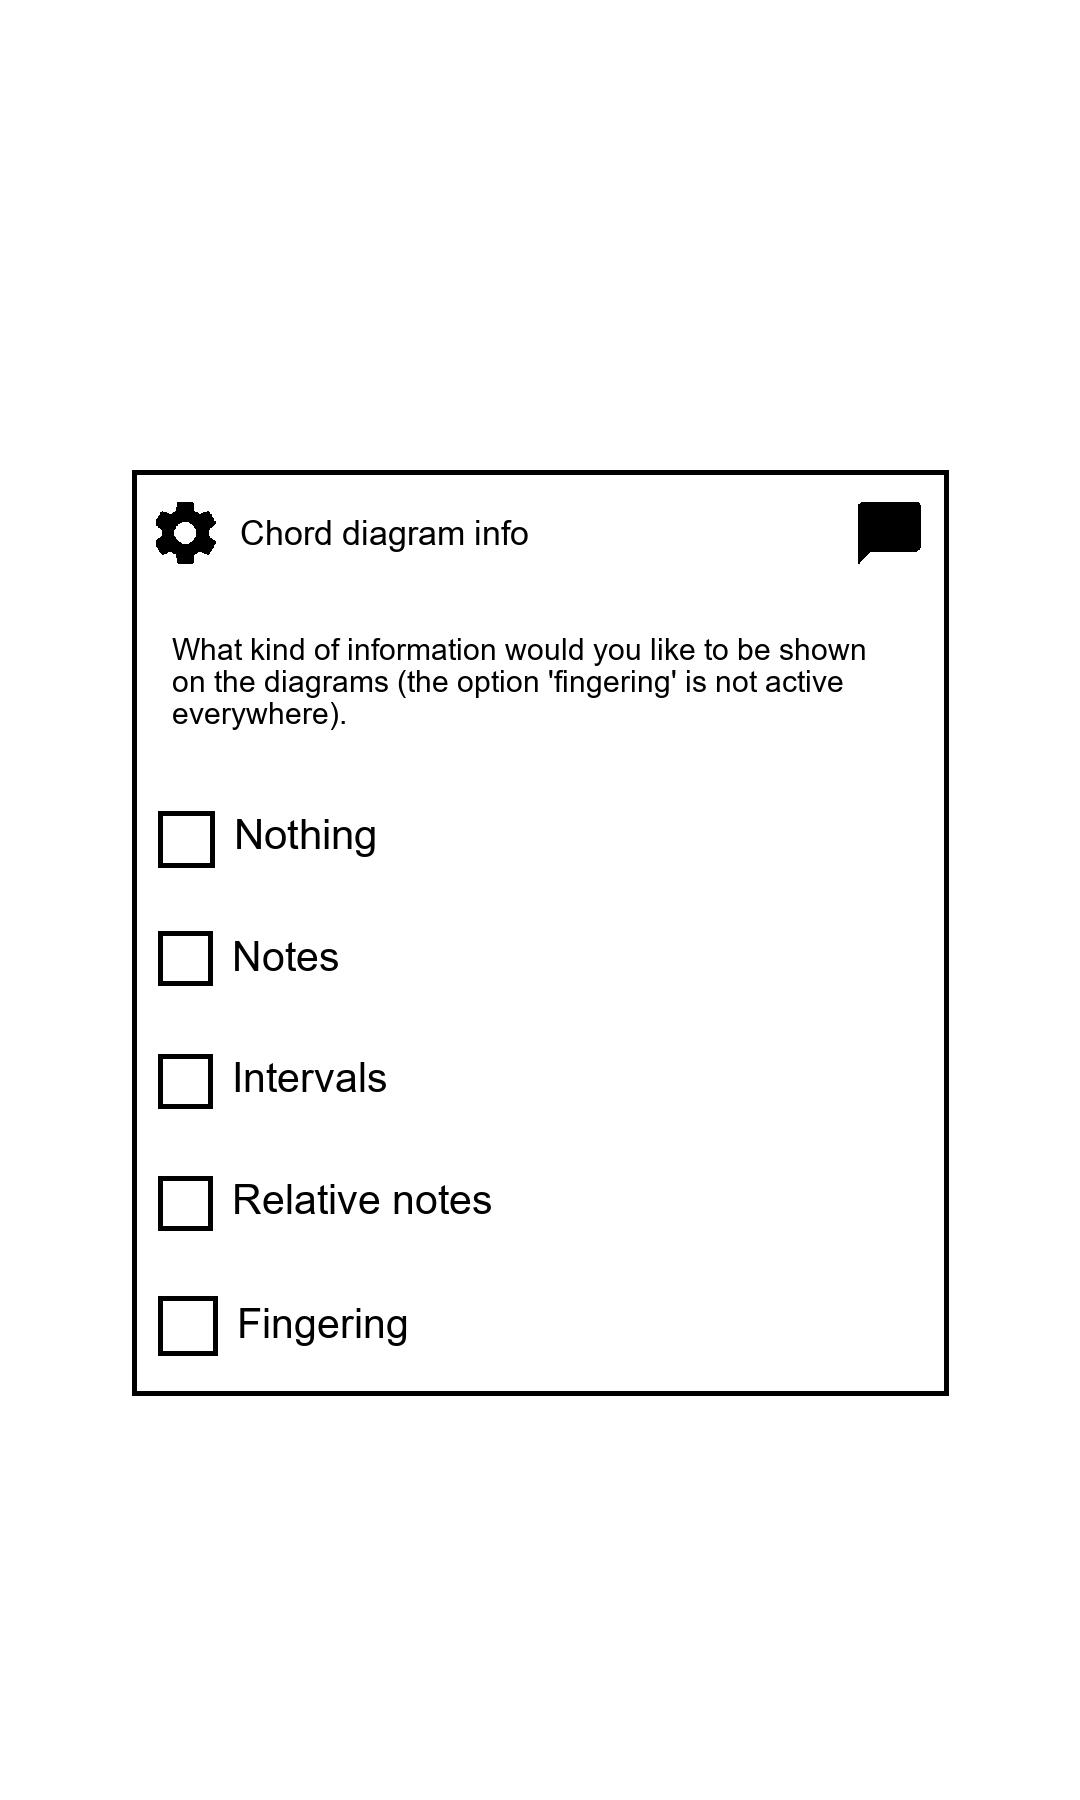 Chord diagram info
What kind of information would you like to be shown
on the diagrams (the option 'fingering' is not active
everywhere).
Nothing
Notes
Intervals
Relative notes
Fingering